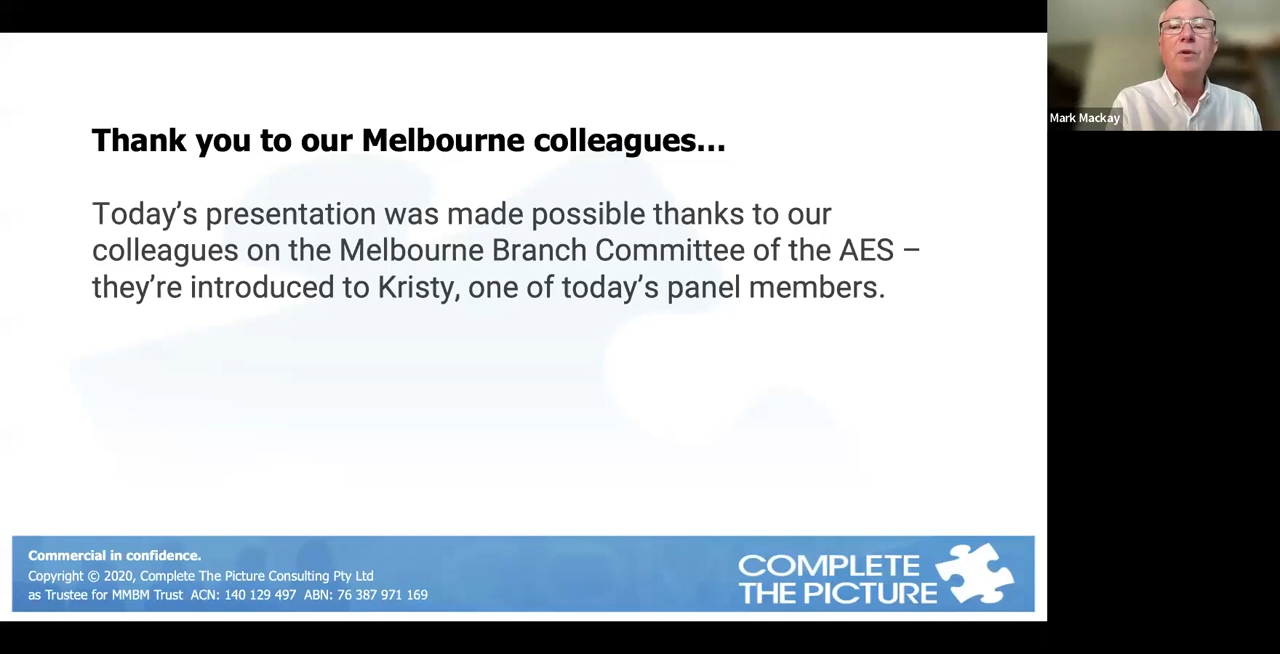 Thank you to our Melbourne colleagues...
Today’s presentation was made possible thanks to our
colleagues on the Melbourne Branch Committee of the AES –
they’re introduced to Kristy, one of today’s panel members.
Mark Mackay
Commercial in confidence.
Copyright © 2020, Complete The Picture Consulting Pty Ltd
as Trustee for MMBM Trust ACN: 140 129 497 ABN: 76 387 971 169
COMPLETE
THE PICTURE